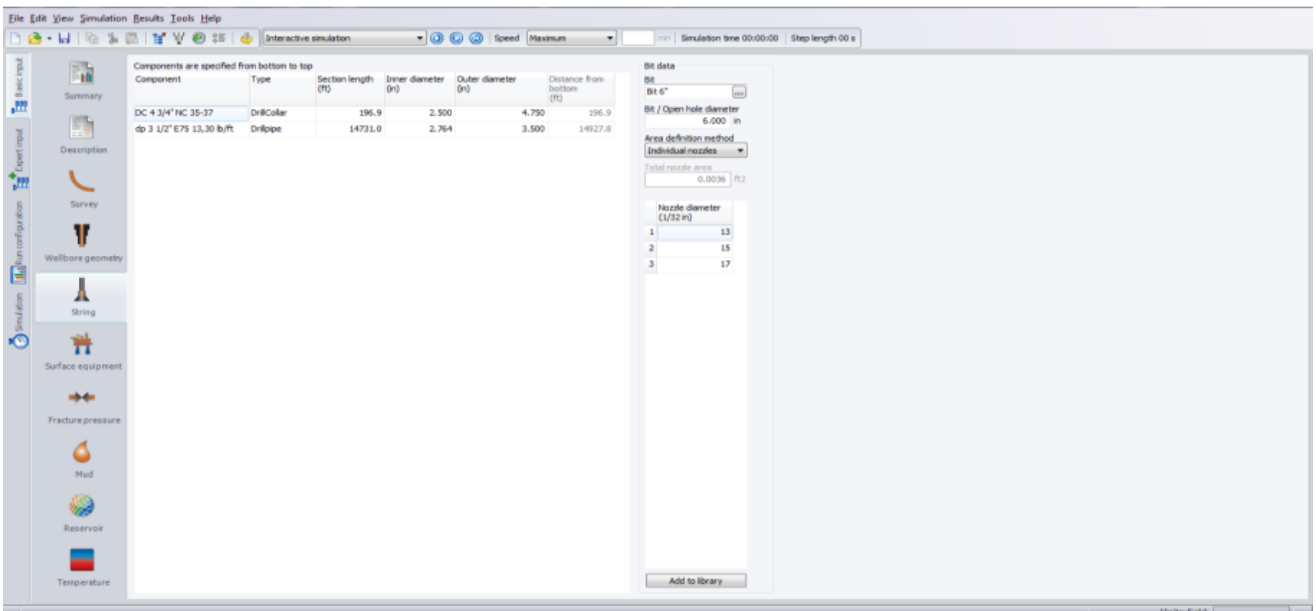 File Edit View Simulation Results Tools Help
Interactive simulation Speed Maximum min Simulation time 00:00:00 Step length 00 s
Basic input
Expert input
Run configuration
Simulation
Summary
Description
Survey
Wellbore geometry
String
Surface equipment
Fracture pressure
Mud
Reservoir
Temperature
Components are specified from bottom to top
Component Type Section length (ft) Inner diameter (in) Outer diameter (in) Distance from bottom (ft)
DC 4 3/4" NC 35-37 DrillCollar 196.9 2.500 4.750 196.9
dp 3 1/2" E75 13,30 lb/ft Drillpipe 14731.0 2.764 3.500 14927.8
Bit data
Bit
Bit 6" ...
Bit / Open hole diameter
6.000 in
Area definition method
Individual nozzles
Total nozzle area
0.0036 ft2
Nozzle diameter
(1/32 in)
1 13
2 15
3 17
Add to library